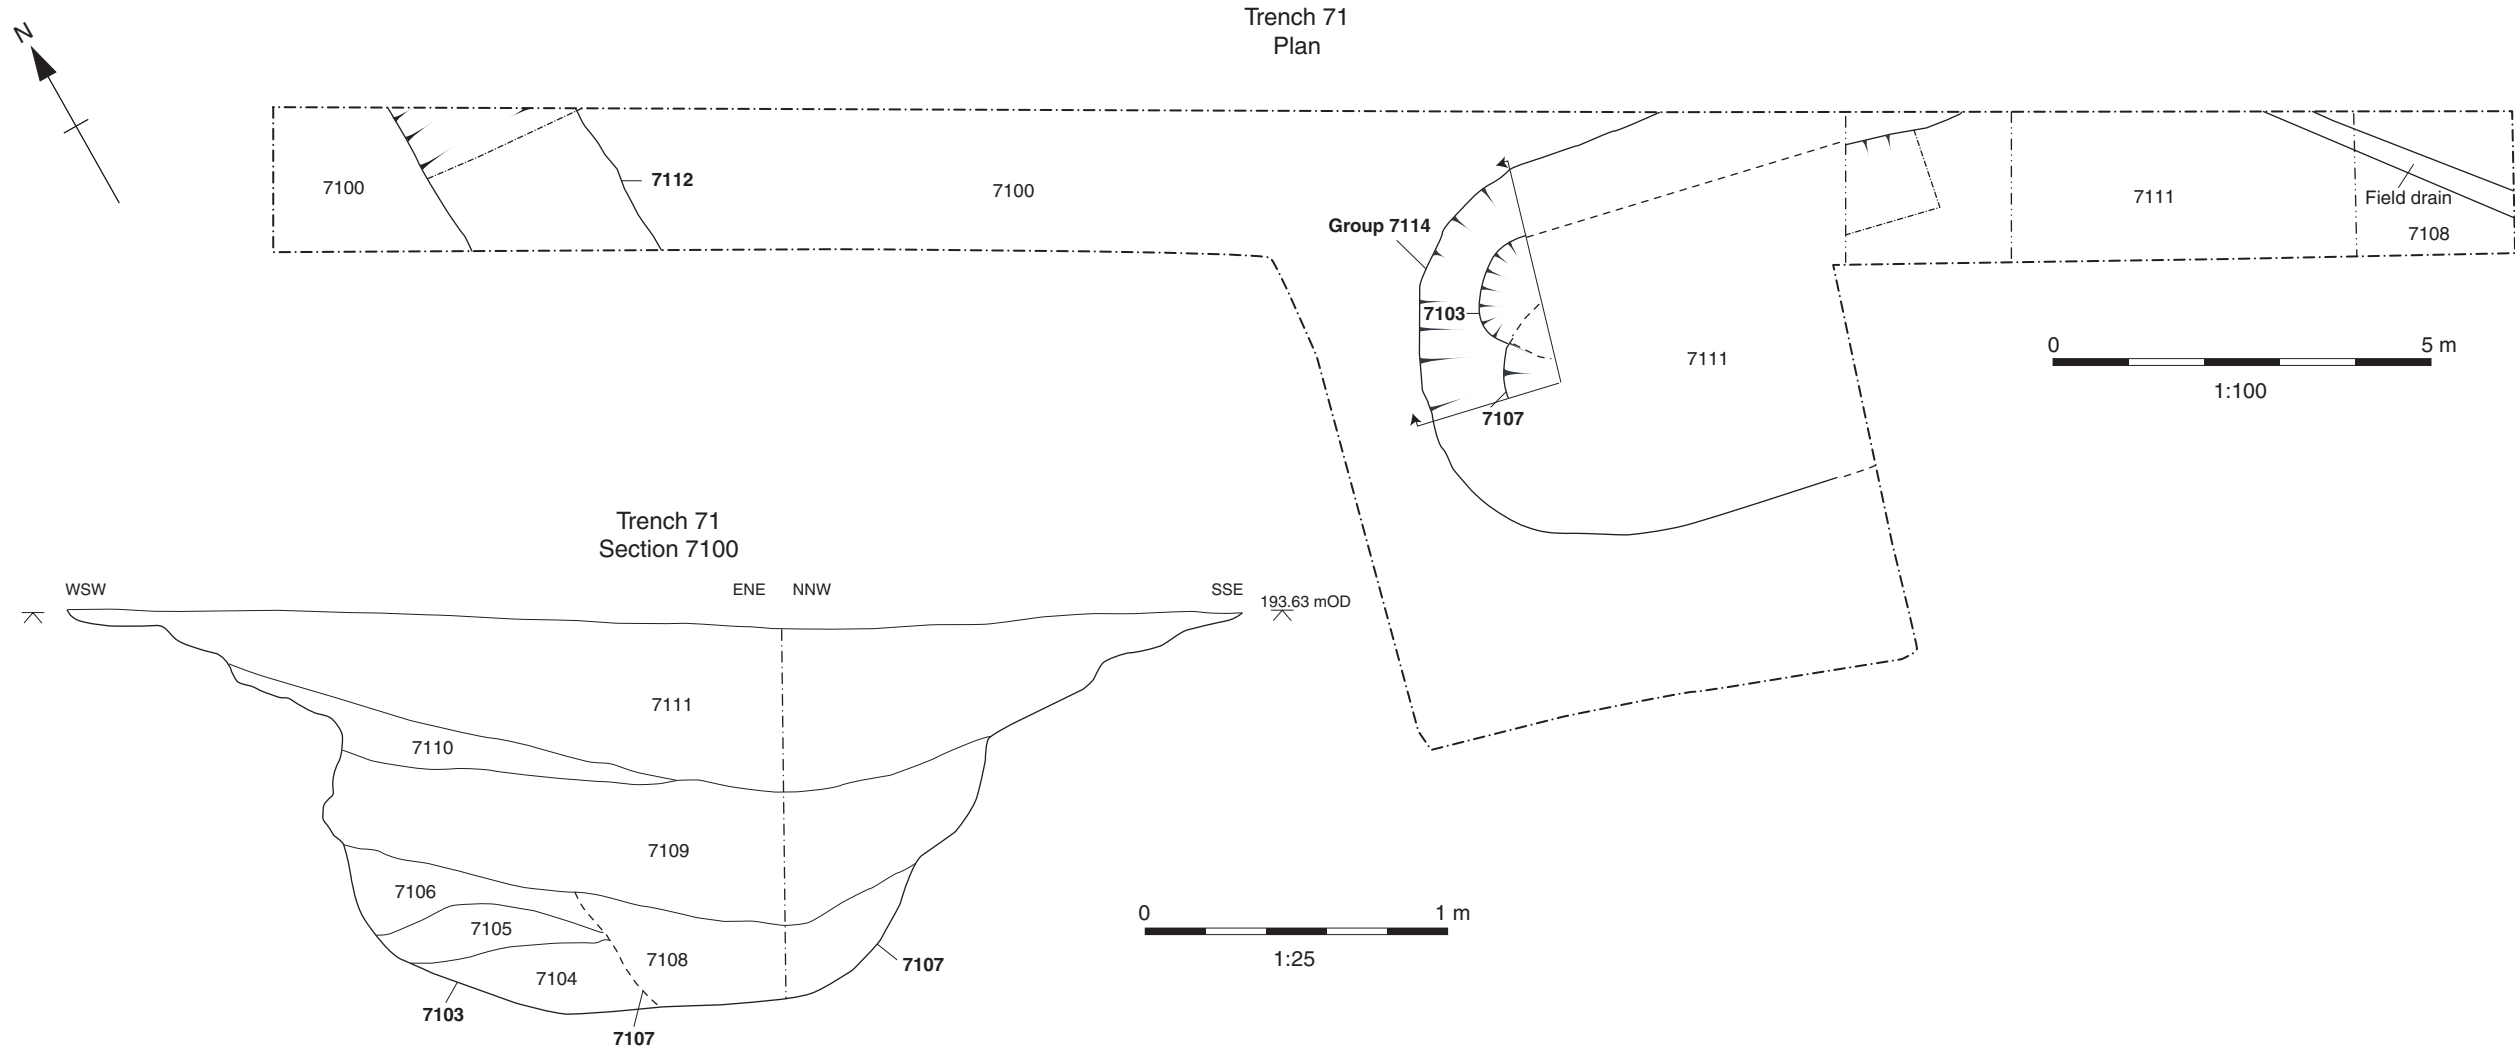 Trench 71
Plan
N
7100
7112
7100
Group 7114
7103
7107
7111
7111
Field drain
7108
0 5 m
1:100
Trench 71
Section 7100
WSW
ENE NNW
SSE
193.63 mOD
7111
7110
7109
7106
7105
7104
7108
7103
7107
7107
0 1 m
1:25